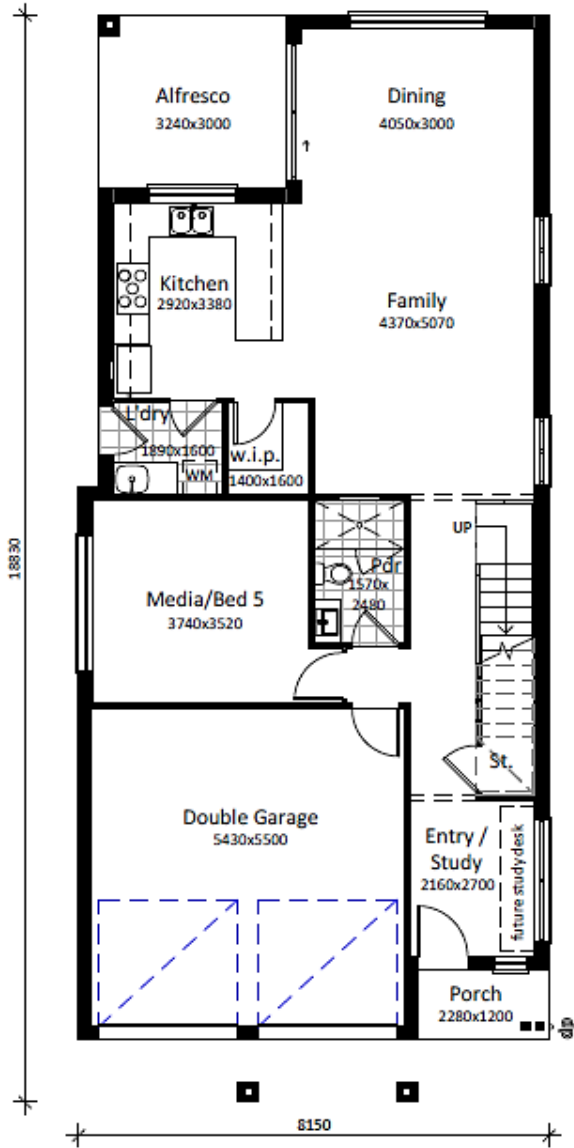 Alfresco
3240x3000
Dining
4050x3000
Kitchen
2920x3380
Family
4370x5070
L'dry
1890x1600
WM
w.i.p.
1400x1600
UP
Pdr
1570x
2480
Media/Bed 5
3740x3520
18830
St.
Double Garage
5430x5500
Entry /
Study
2160x2700
future study desk
Porch
2280x1200
dp
8150